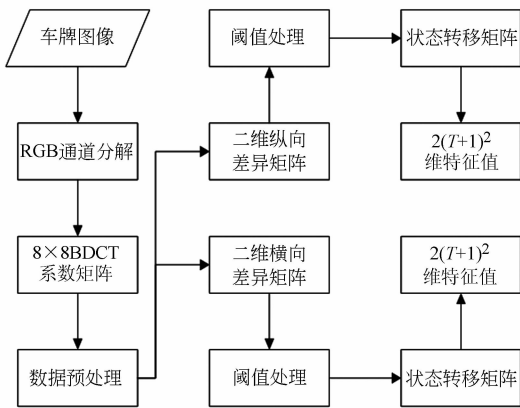 车牌图像
RGB通道分解
8×8BDCT
系数矩阵
数据预处理
阈值处理
状态转移矩阵
二维纵向
差异矩阵
2(T+1)²
维特征值
二维横向
差异矩阵
2(T+1)²
维特征值
阈值处理
状态转移矩阵